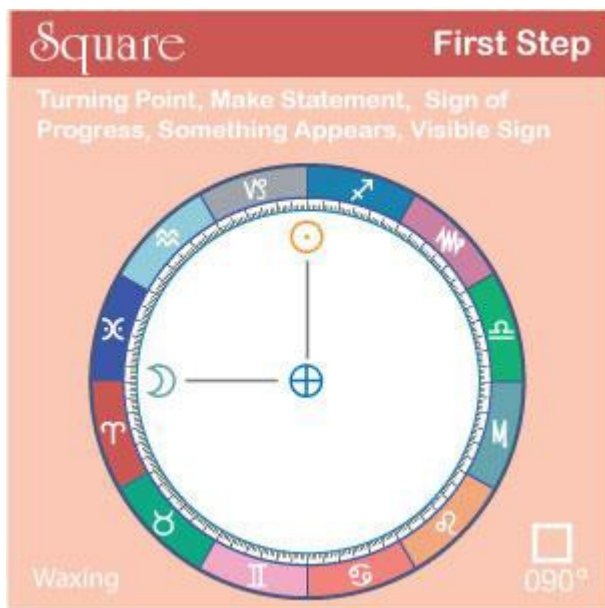 Square
First Step
Turning Point, Make Statement, Sign of
Progress, Something Appears, Visible Sign
Waxing
090°